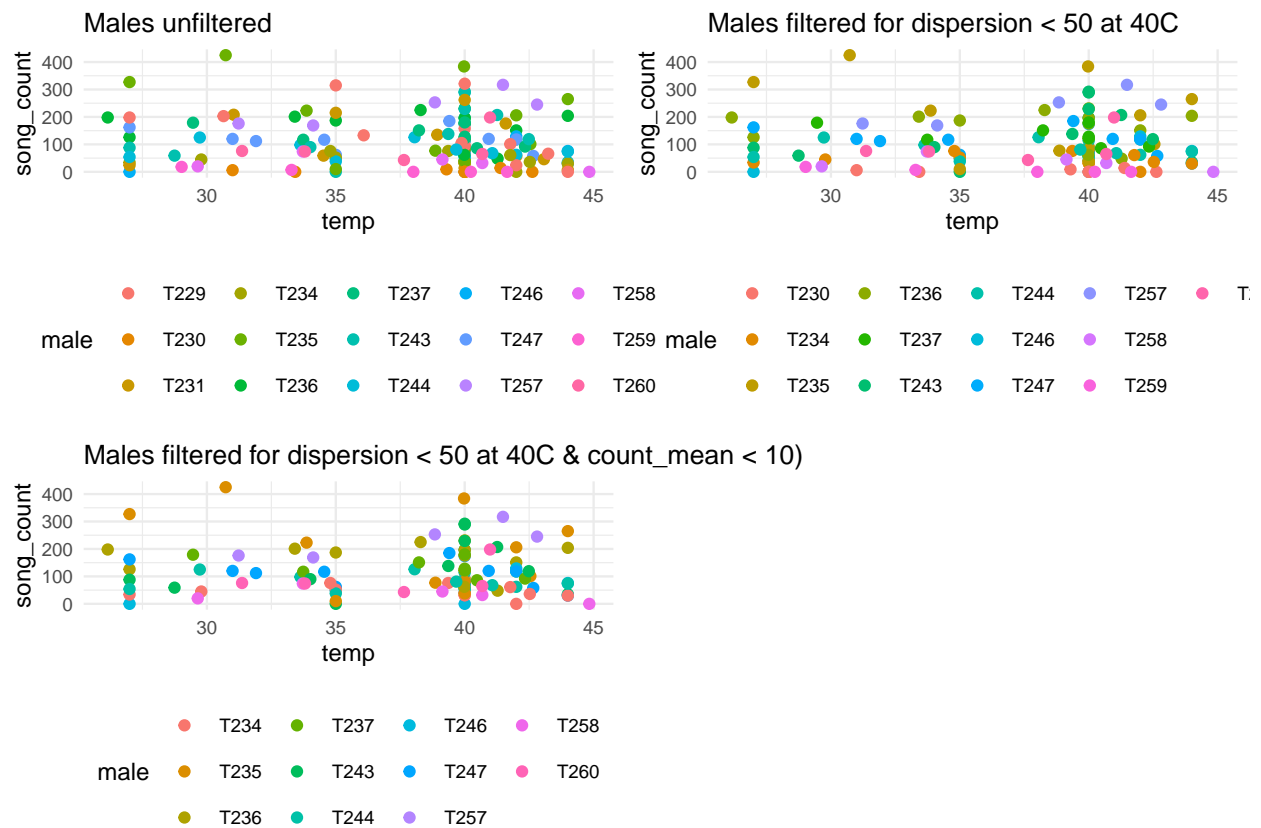 Males unfiltered
song_count
400
300
200
100
0
30 35 40 45
temp
male
T229 T234 T237 T246 T258
T230 T235 T243 T247 T259
T231 T236 T244 T257 T260
Males filtered for dispersion < 50 at 40C
song_count
400
300
200
100
0
30 35 40 45
temp
male
T230 T236 T244 T257
T234 T237 T246 T258
T235 T243 T247 T259
Males filtered for dispersion < 50 at 40C & count_mean < 10)
song_count
400
300
200
100
0
30 35 40 45
temp
male
T234 T237 T246 T258
T235 T243 T247 T260
T236 T244 T257